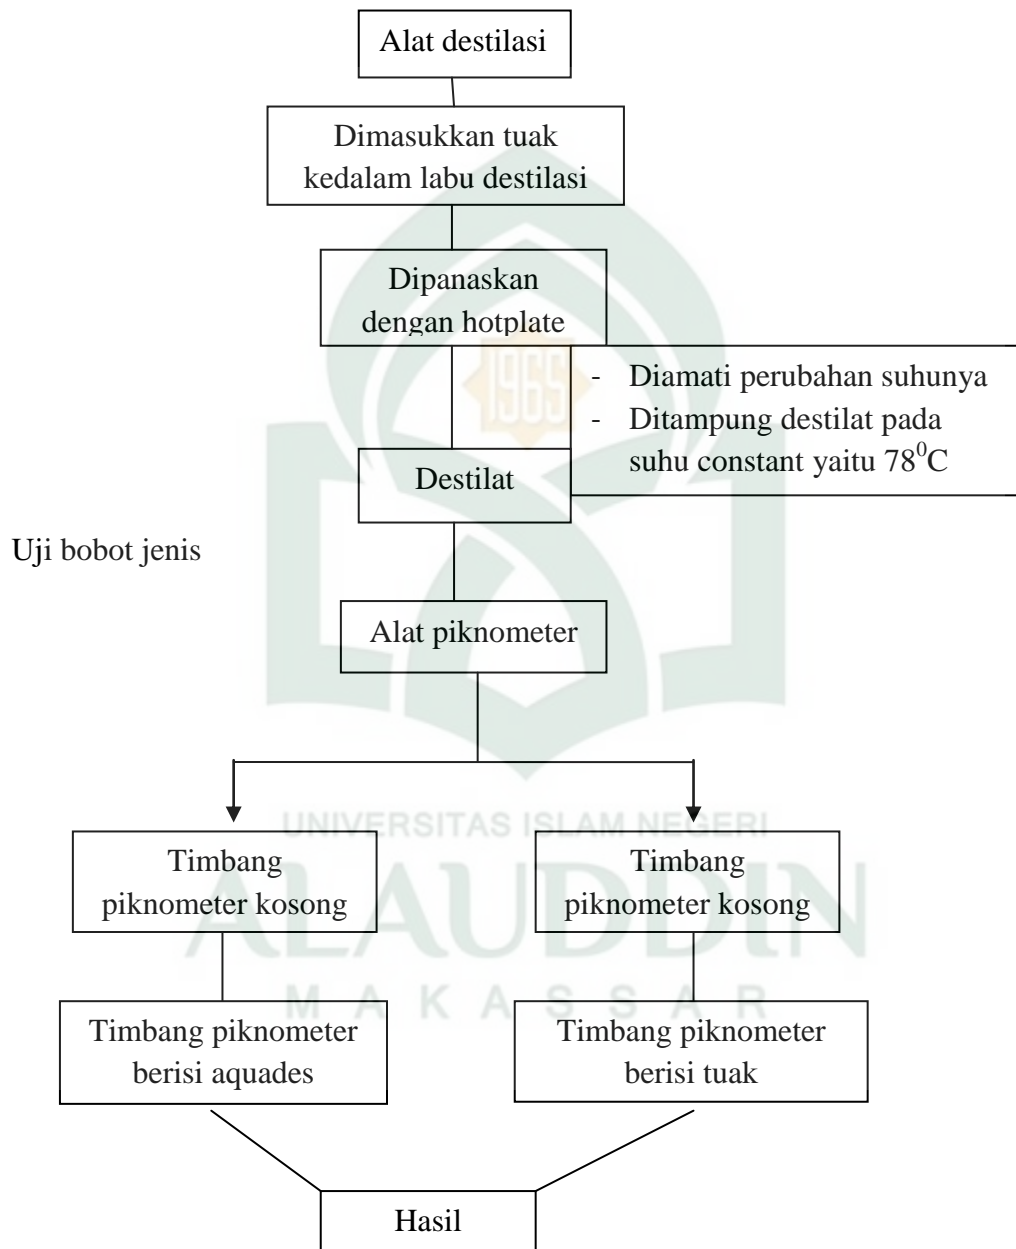 Alat destilasi
Dimasukkan tuak
kedalam labu destilasi
Dipanaskan
dengan hotplate
1965
- Diamati perubahan suhunya
- Ditampung destilat pada
suhu constant yaitu 78⁰C
Destilat
Uji bobot jenis
Alat piknometer
UNIVERSITAS ISLAM NEGERI
ALAUDDIN
MAKASSAR
Timbang
piknometer kosong
Timbang piknometer
berisi aquades
Timbang
piknometer kosong
Timbang piknometer
berisi tuak
Hasil